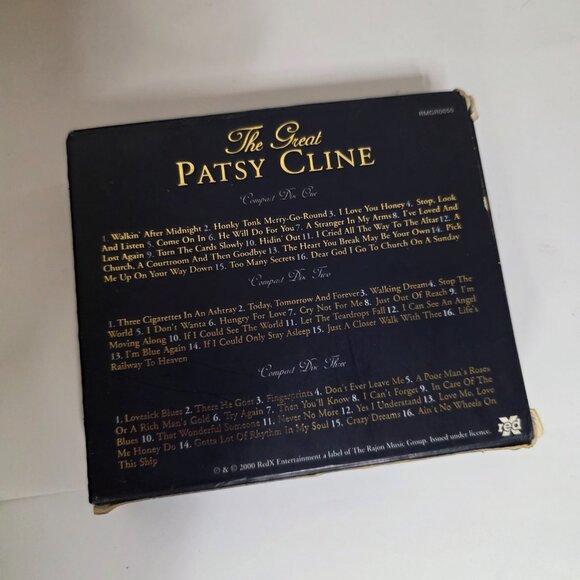 RMGR0656
The Great
PATSY CLINE
Compact Disc One
1. Walkin' After Midnight 2. Honky Tonk Merry-Go-Round 3. I Love You Honey 4. Stop, Look
And Listen 5. Come On In 6. He Will Do For You 7. A Stranger In My Arms 8. I've Loved And
Lost Again 9. Turn The Cards Slowly 10. Hidin' Out 11. I Cried All The Way To The Altar 12. A
Church, A Courtroom And Then Goodbye 13. The Heart You Break May Be Your Own 14. Pick
Me Up On Your Way Down 15. Too Many Secrets 16. Dear God I Go To Church On A Sunday
Compact Disc Two
1. Three Cigarettes In An Ashtray 2. Today, Tomorrow And Forever 3. Walking Dream 4. Stop The
World 5. I Don't Wanta 6. Hungry For Love 7. Cry Not For Me 8. Just Out Of Reach 9. I'm
Moving Along 10. If I Could See The World 11. Let The Teardrops Fall 12. I Can See An Angel
13. I'm Blue Again 14. If I Could Only Stay Asleep 15. Just A Closer Walk With Thee 16. Life's
Railway To Heaven
Compact Disc Three
1. Lovesick Blues 2. There He Goes 3. Fingerprints 4. Don't Ever Leave Me 5. A Poor Man's Roses
Or A Rich Man's Gold 6. Try Again 7. Then You'll Know 8. I Can't Forget 9. In Care Of The
Blues 10. That Wonderful Someone 11. Never No More 12. Yes I Understand 13. Love Me, Love
Me Honey Do 14. Gotta Lot Of Rhythm In My Soul 15. Crazy Dreams 16. Ain't No Wheels On
This Ship
red X
℗ & © 2000 RedX Entertainment a label of The Rajon Music Group. Issued under licence.